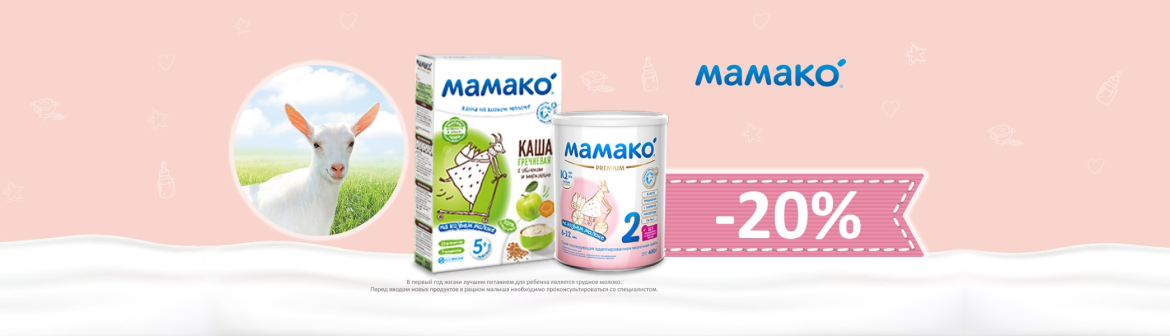 мамако́
-20%
мамако́
каша на козьем молоке
КАША
ГРЕЧНЕВАЯ
с яблоком
и морковью
на козьем молоке
5+
мамако́
PREMIUM
на козьем молоке
2
6-12
В первый год жизни лучшим питанием для ребенка является грудное молоко.
Перед вводом новых продуктов в рацион малыша необходимо проконсультироваться со специалистом.